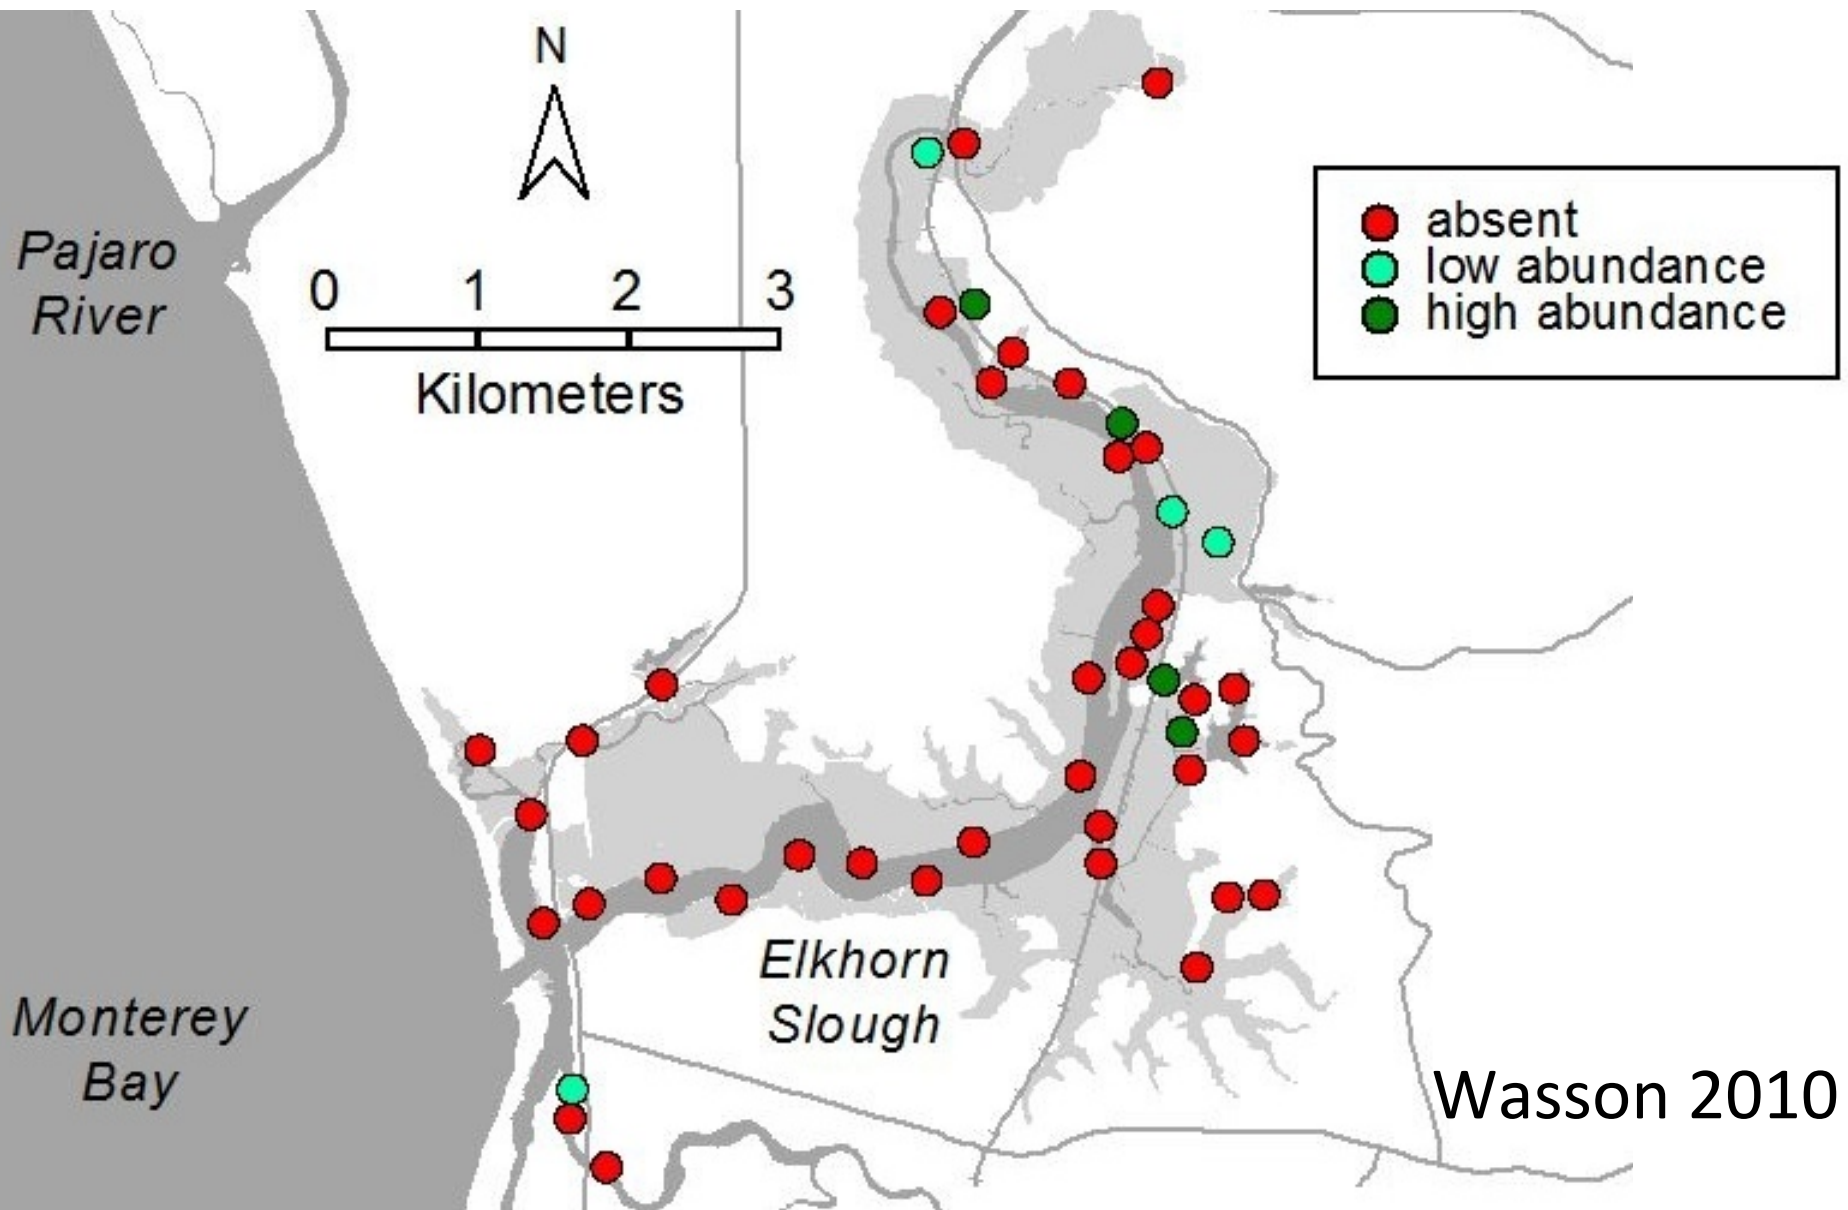 N
Pajaro
River
0 1 2 3
Kilometers
absent
low abundance
high abundance
Elkhorn
Slough
Monterey
Bay
Wasson 2010